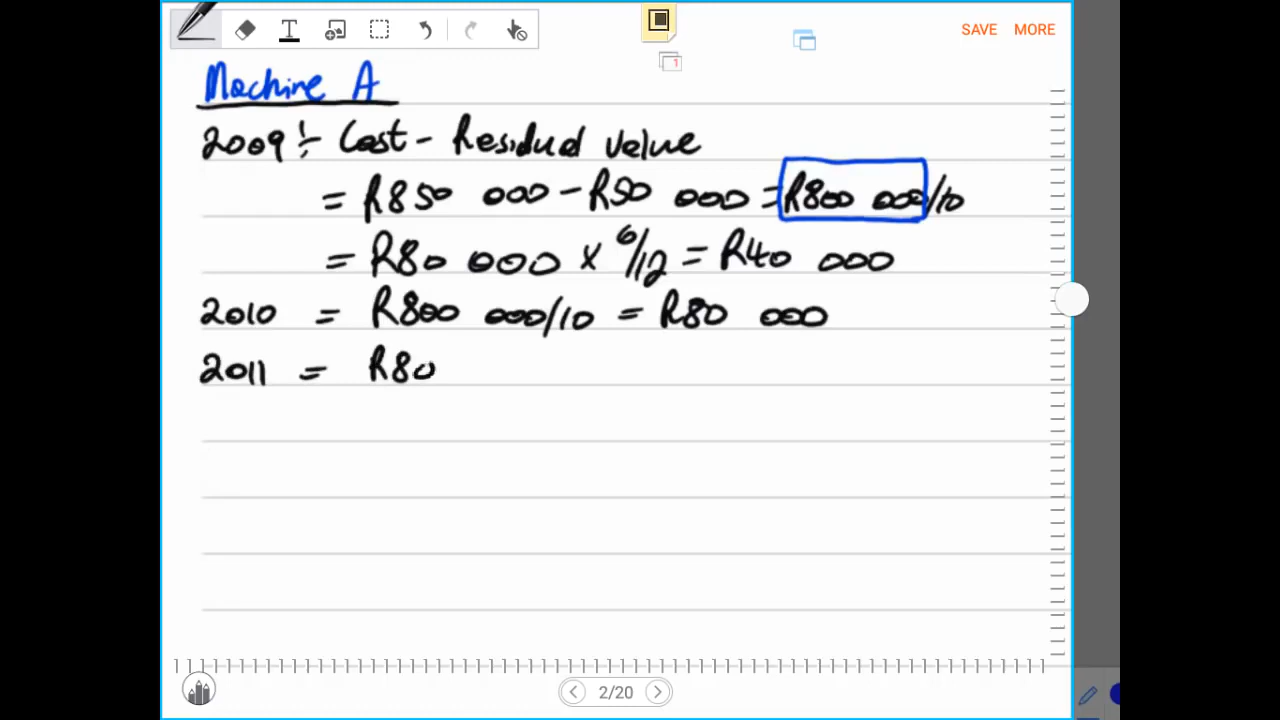 SAVE MORE
1
Machine A
2009 ÷ Cost - Residual value
= R850 000 - R50 000 = R800 000/10
= R80 000 x 6/12 = R40 000
2010 = R800 000/10 = R80 000
2011 = R80
2/20